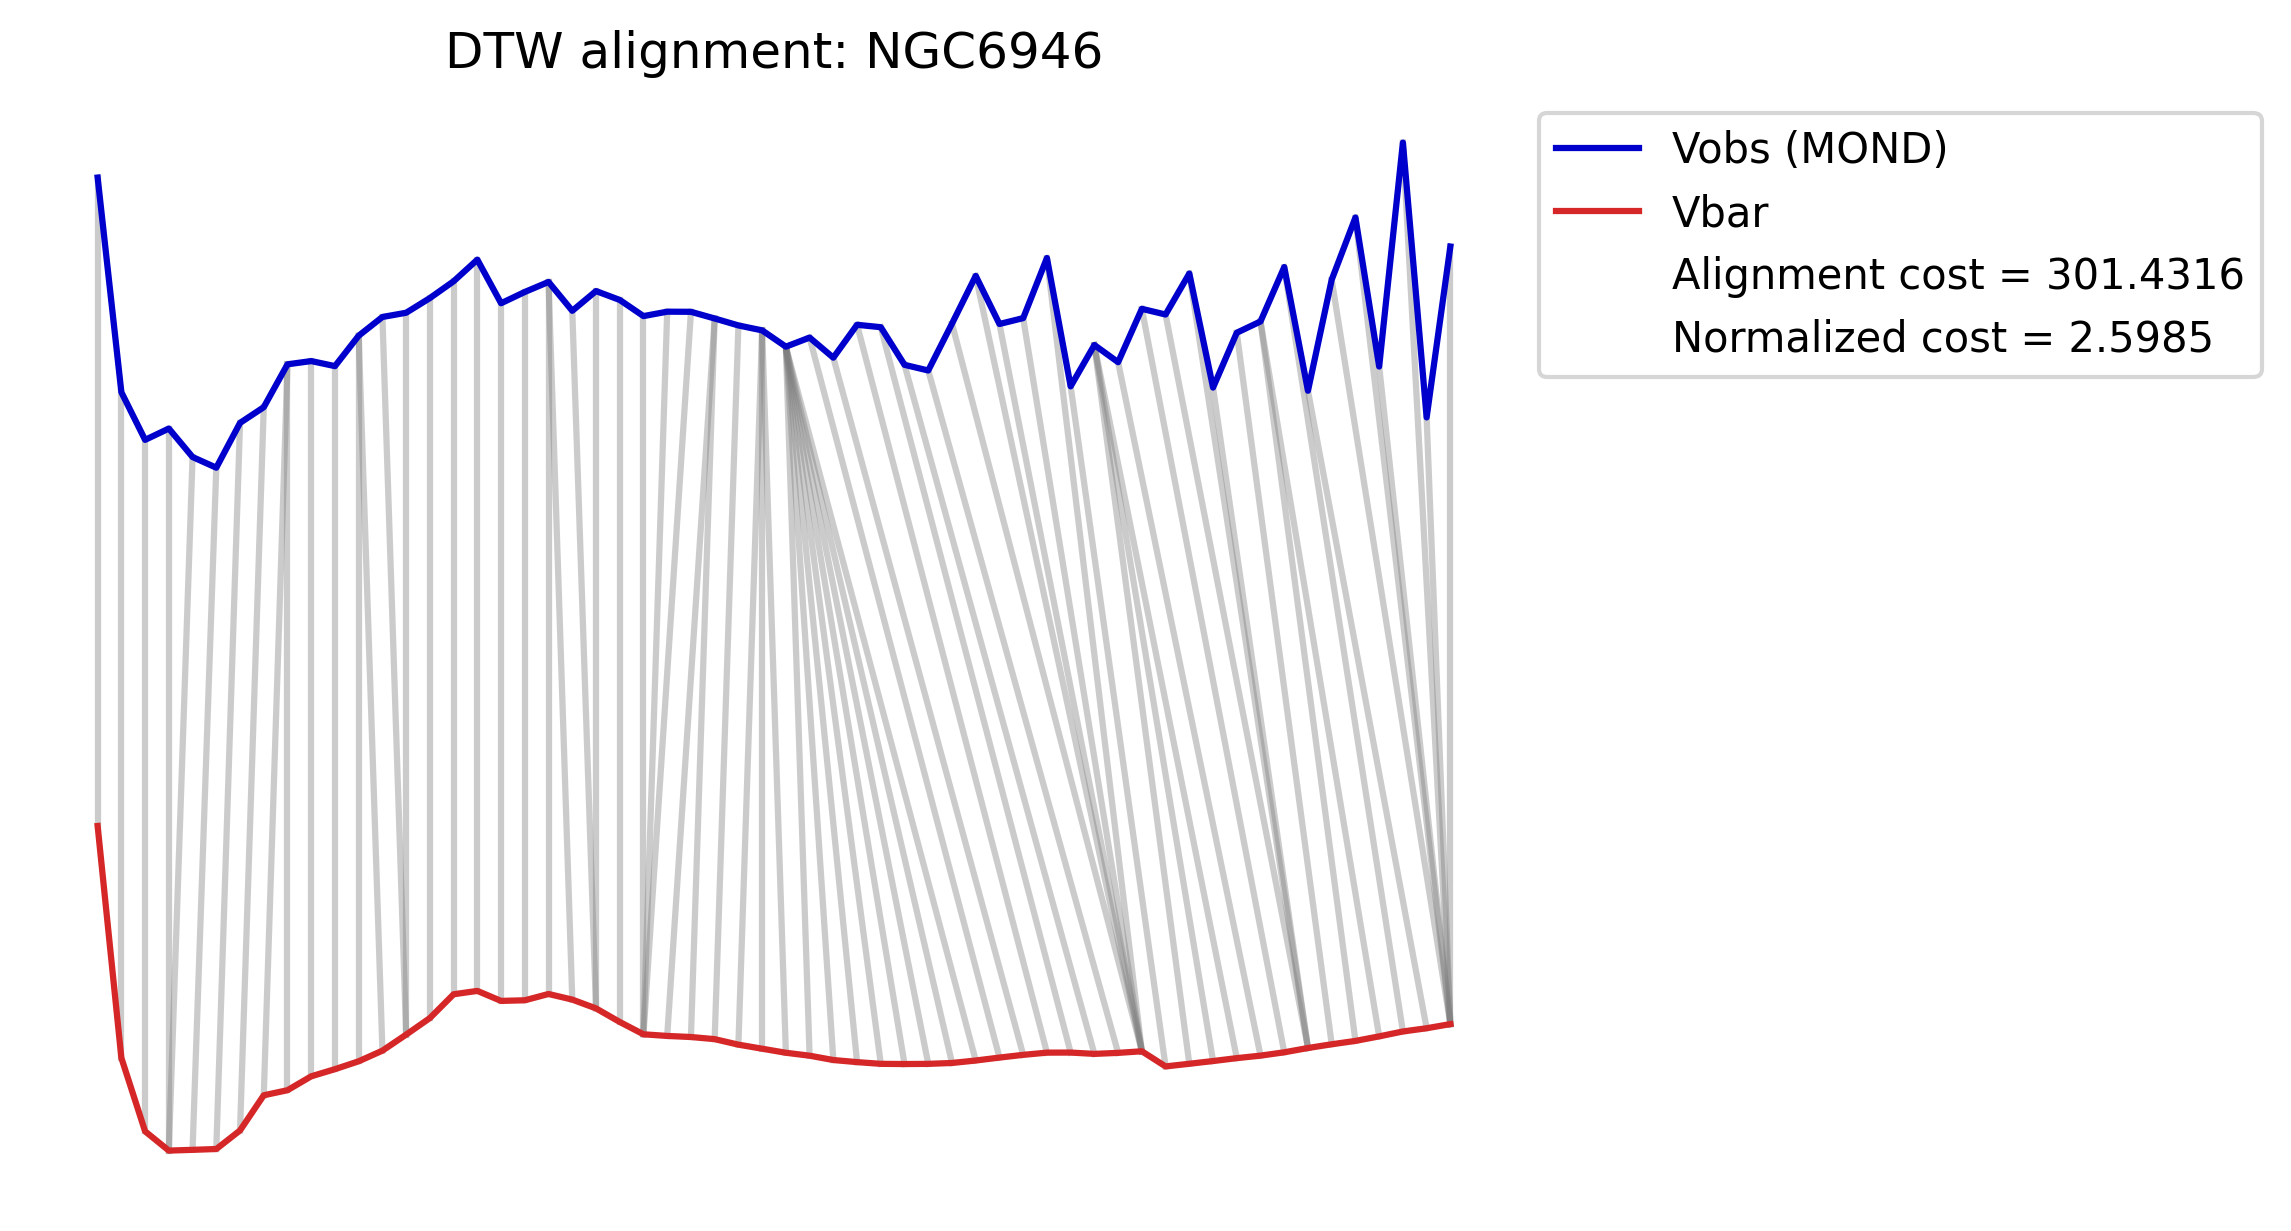 DTW alignment: NGC6946
Vobs (MOND)
Vbar
Alignment cost = 301.4316
Normalized cost = 2.5985